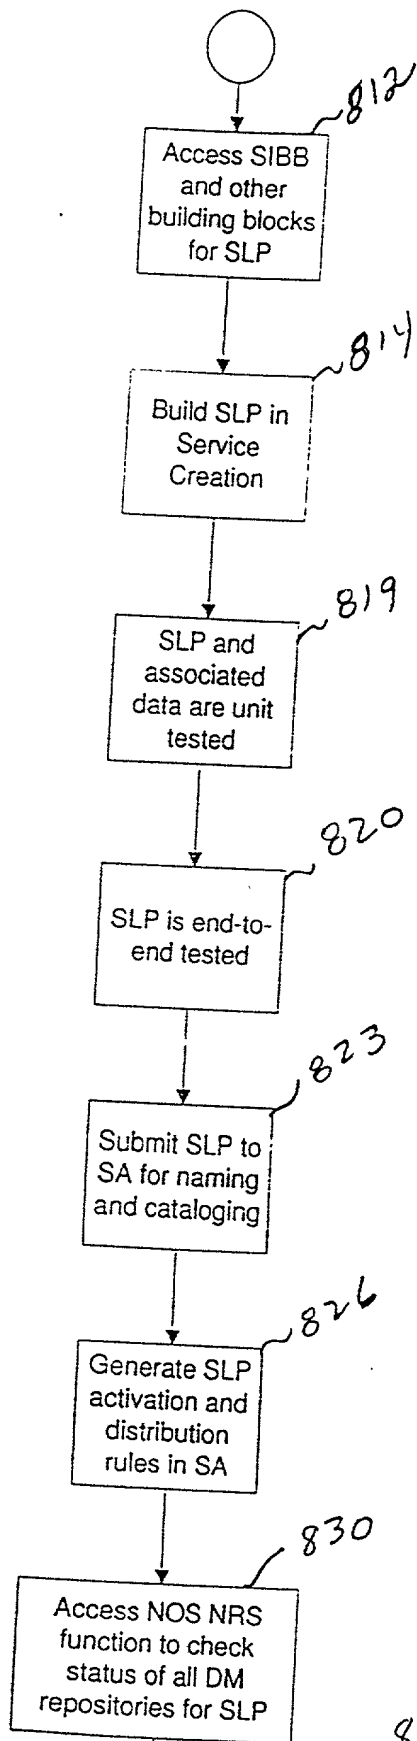 812
Access SIBB
and other
building blocks
for SLP
814
Build SLP in
Service
Creation
819
SLP and
associated
data are unit
tested
820
SLP is end-to-
end tested
823
Submit SLP to
SA for naming
and cataloging
826
Generate SLP
activation and
distribution
rules in SA
830
Access NOS NRS
function to check
status of all DM
repositories for SLP
8